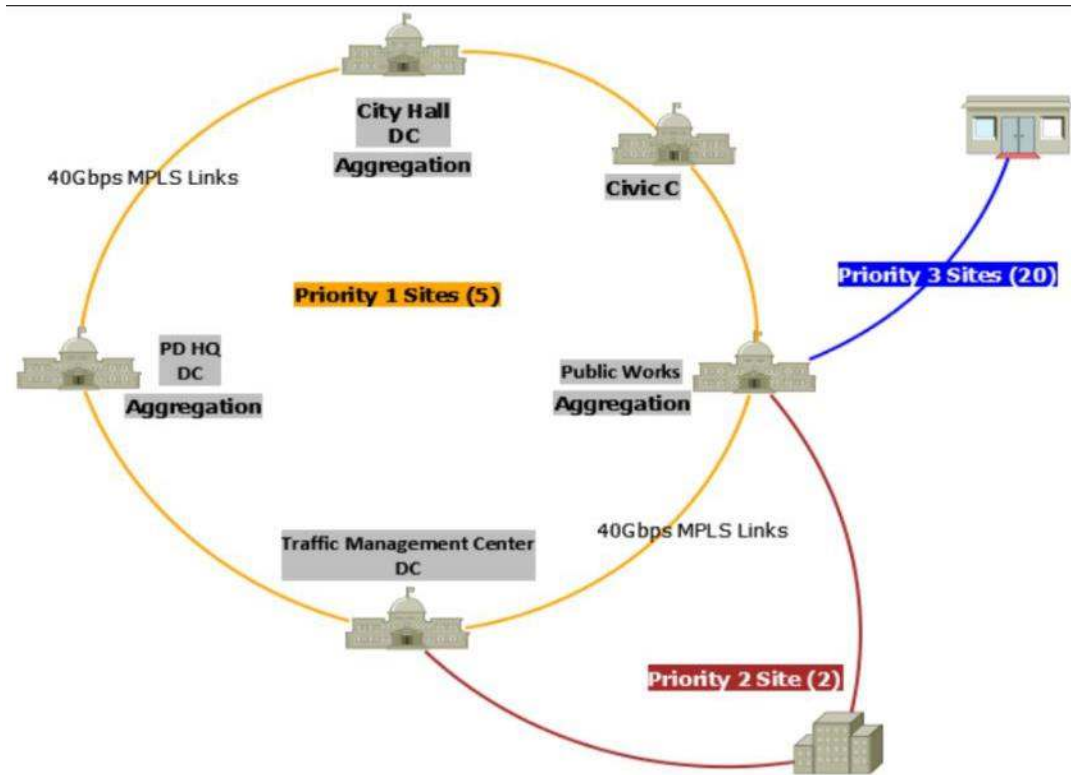 City Hall
DC
Aggregation
Civic C
40Gbps MPLS Links
Priority 3 Sites (20)
Priority 1 Sites (5)
PD HQ
DC
Aggregation
Public Works
Aggregation
40Gbps MPLS Links
Traffic Management Center
DC
Priority 2 Site (2)